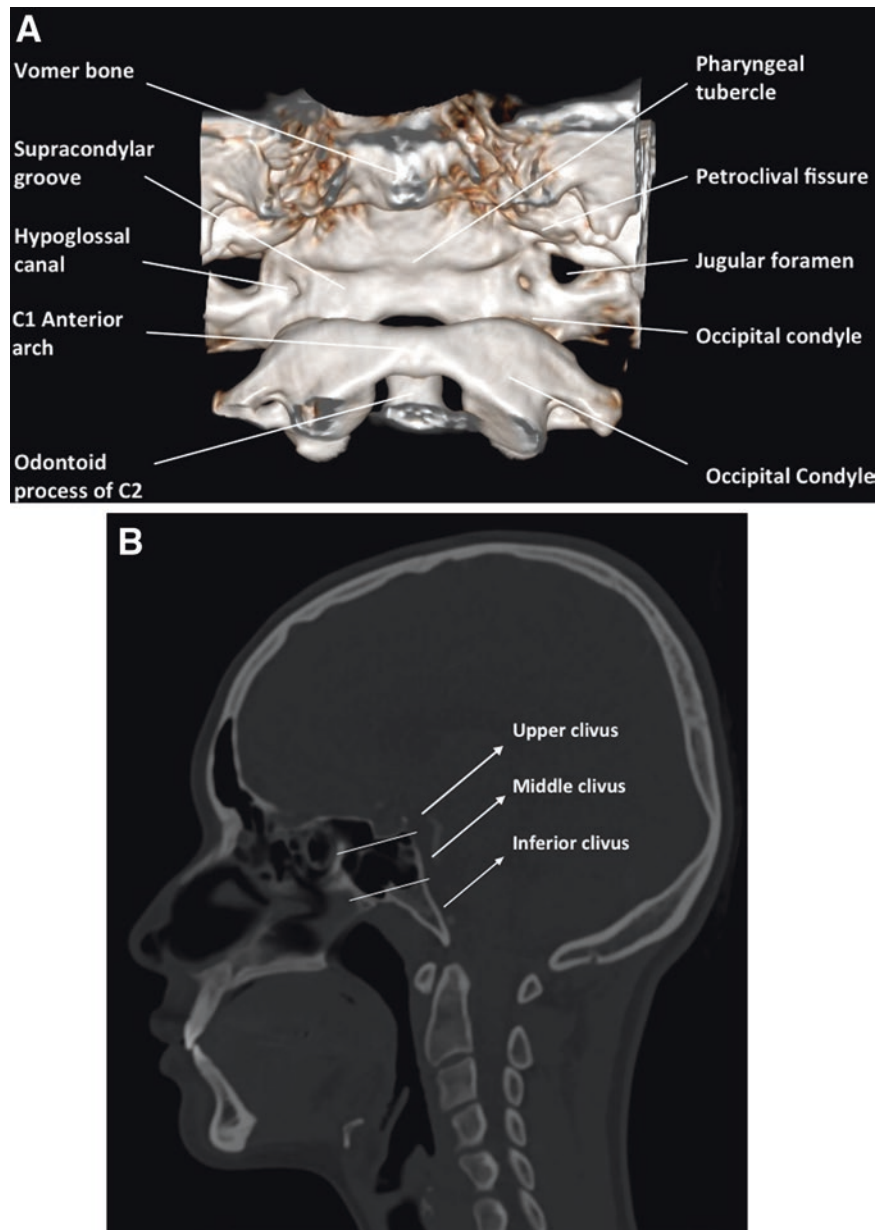 A
Vomer bone
Supracondylar
groove
Hypoglossal
canal
C1 Anterior
arch
Odontoid
process of C2
Pharyngeal
tubercle
Petroclival fissure
Jugular foramen
Occipital condyle
Occipital Condyle
B
Upper clivus
Middle clivus
Inferior clivus